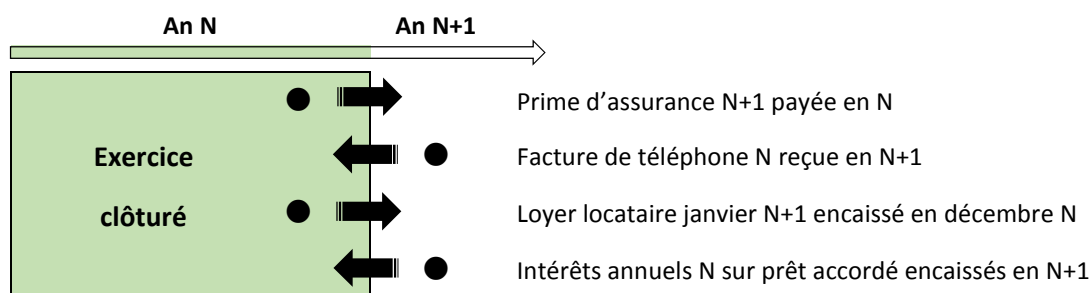 An N
An N+1
Prime d’assurance N+1 payée en N
Exercice
clôturé
Facture de téléphone N reçue en N+1
Loyer locataire janvier N+1 encaissé en décembre N
Intérêts annuels N sur prêt accordé encaissés en N+1